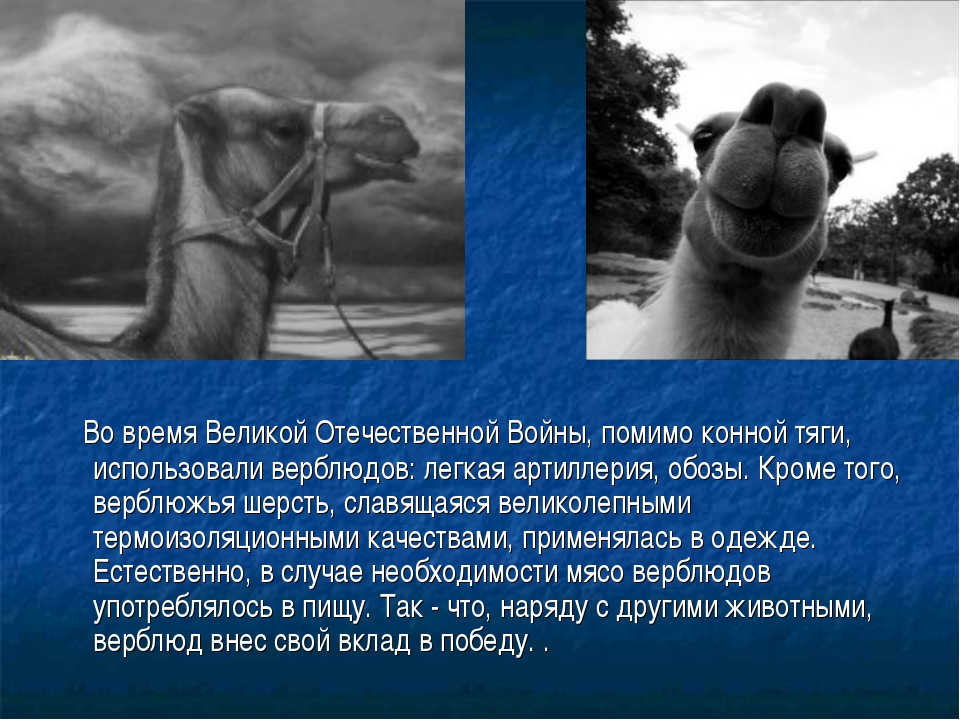 Во время Великой Отечественной Войны, помимо конной тяги,
использовали верблюдов: легкая артиллерия, обозы. Кроме того,
верблюжья шерсть, славящаяся великолепными
термоизоляционными качествами, применялась в одежде.
Естественно, в случае необходимости мясо верблюдов
употреблялось в пищу. Так - что, наряду с другими животными,
верблюд внес свой вклад в победу. .